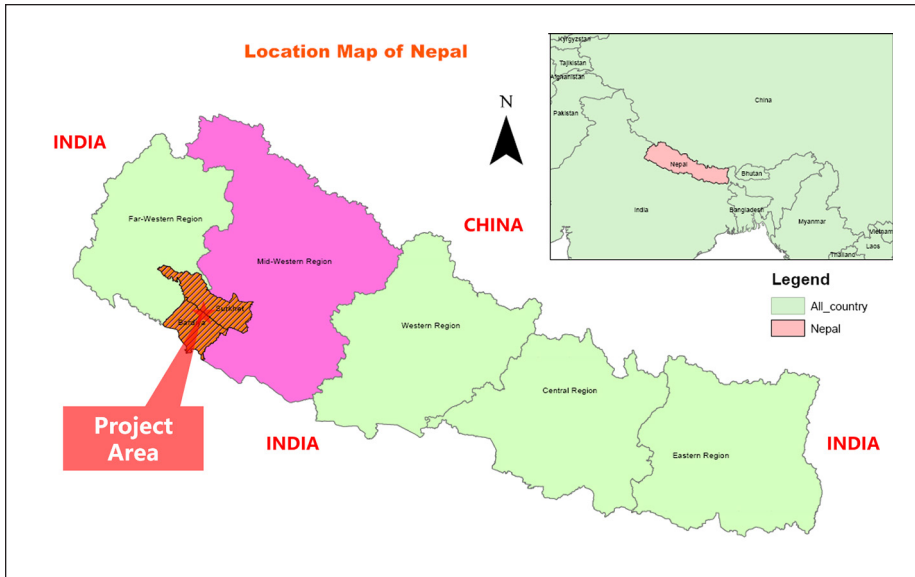 Location Map of Nepal
N
INDIA
CHINA
Far-Western Region
Mid-Western Region
Surkhet
Bardiya
Western Region
Central Region
Eastern Region
Project
Area
INDIA
INDIA
Kyrgyzstan
Tajikistan
Afghanistan
Pakistan
China
Nepal
Bhutan
India
Bangladesh
Myanmar
Vietnam
Laos
Thailand
Legend
All_country
Nepal